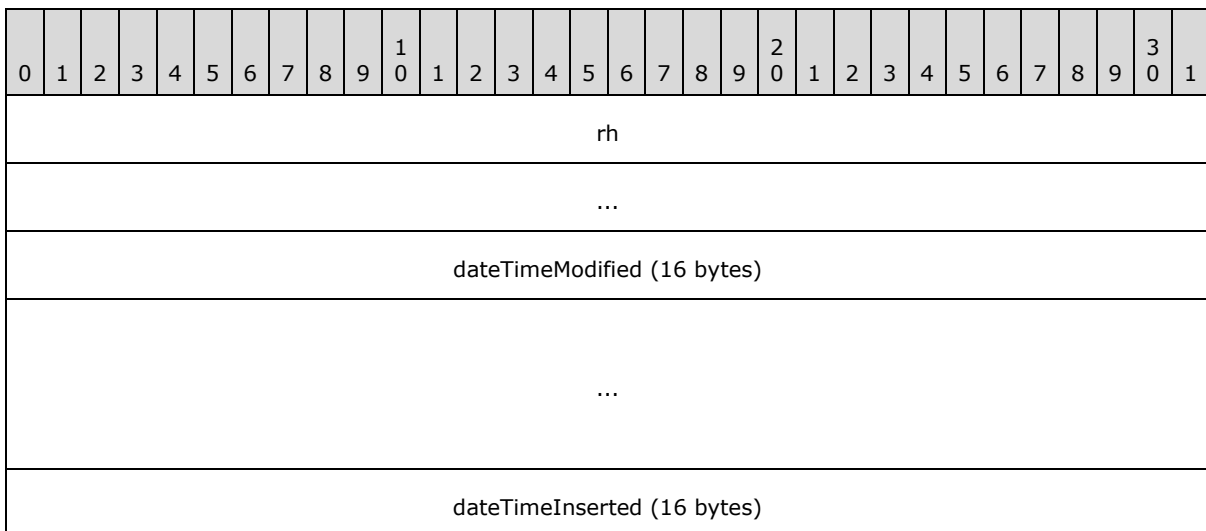 0 1 2 3 4 5 6 7 8 9 1 0 1 2 3 4 5 6 7 8 9 2 0 1 2 3 4 5 6 7 8 9 3 0 1
rh
...
dateTimeModified (16 bytes)
...
dateTimeInserted (16 bytes)